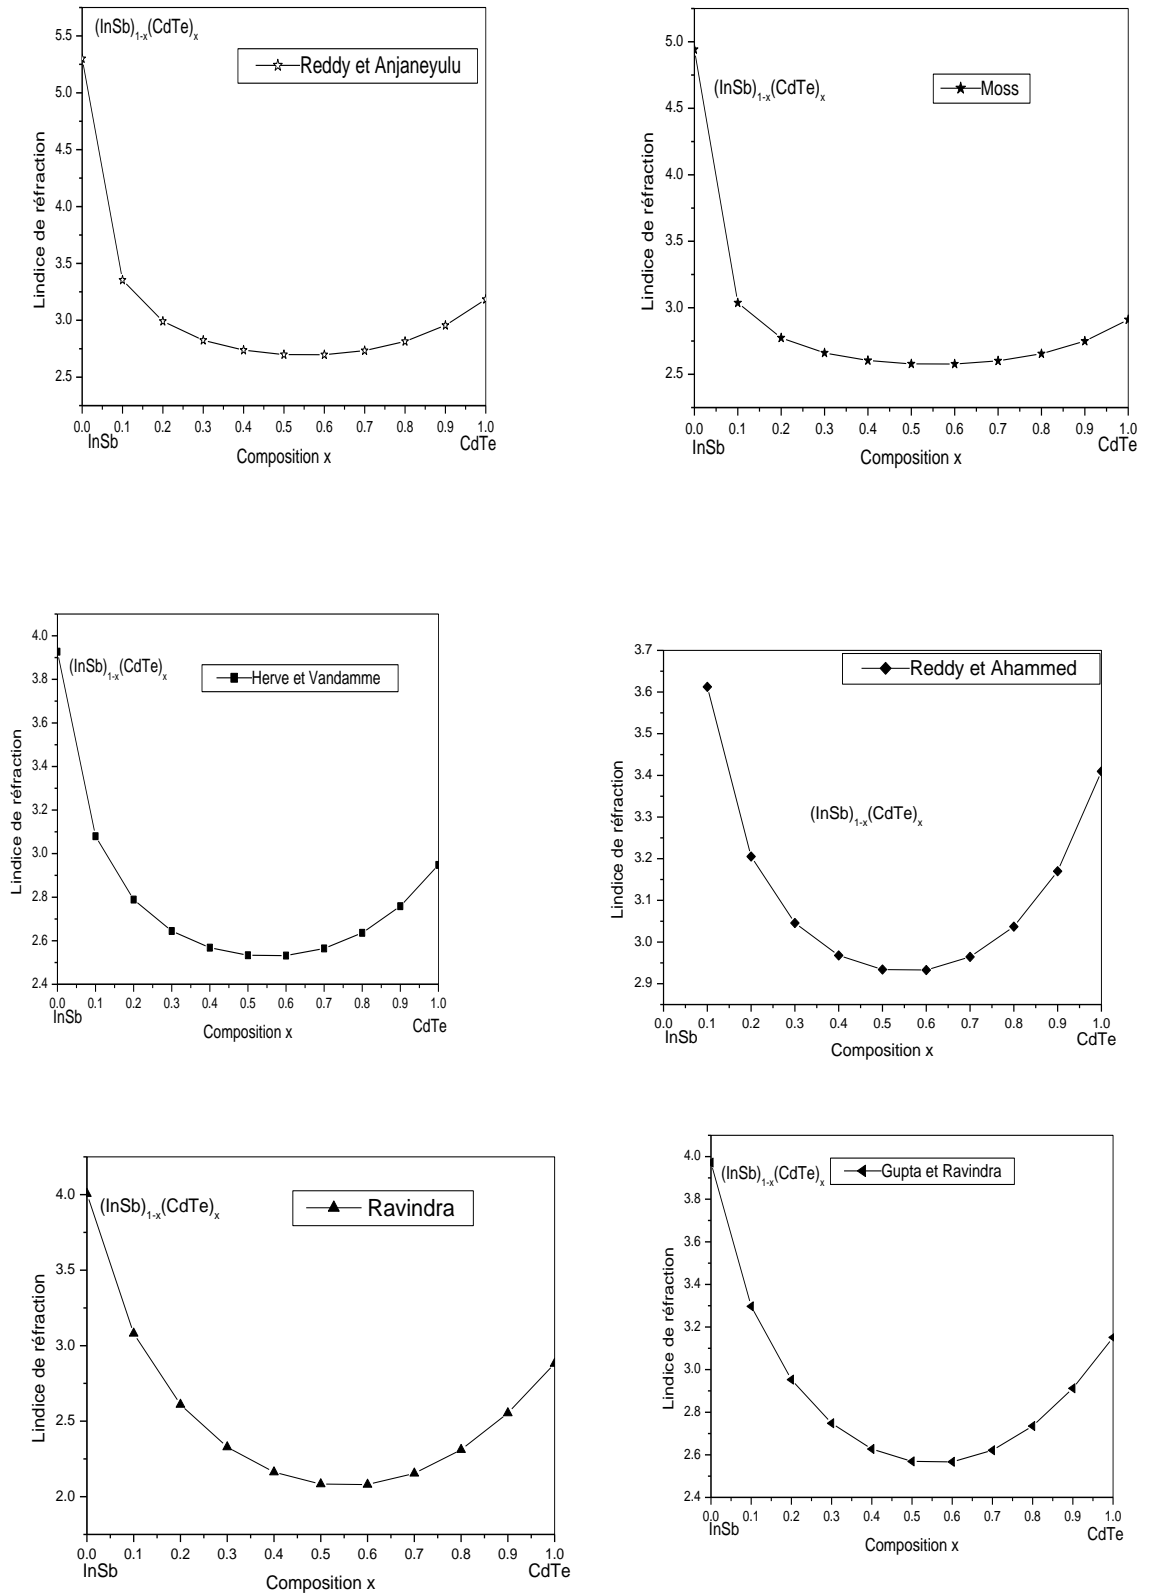 (InSb)1-x(CdTe)x
Reddy et Anjaneyulu
Lindice de réfraction
5.5
5.0
4.5
4.0
3.5
3.0
2.5
0.0 0.1 0.2 0.3 0.4 0.5 0.6 0.7 0.8 0.9 1.0
InSb CdTe
Composition x
(InSb)1-x(CdTe)x
Moss
Lindice de réfraction
5.0
4.5
4.0
3.5
3.0
2.5
0.0 0.1 0.2 0.3 0.4 0.5 0.6 0.7 0.8 0.9 1.0
InSb CdTe
Composition x
(InSb)1-x(CdTe)x
Herve et Vandamme
Lindice de réfraction
4.0
3.8
3.6
3.4
3.2
3.0
2.8
2.6
2.4
0.0 0.1 0.2 0.3 0.4 0.5 0.6 0.7 0.8 0.9 1.0
InSb CdTe
Composition x
Reddy et Ahammed
(InSb)1-x(CdTe)x
Lindice de réfraction
3.7
3.6
3.5
3.4
3.3
3.2
3.1
3.0
2.9
0.0 0.1 0.2 0.3 0.4 0.5 0.6 0.7 0.8 0.9 1.0
InSb CdTe
Composition x
(InSb)1-x(CdTe)x
Ravindra
Lindice de réfraction
4.0
3.5
3.0
2.5
2.0
0.0 0.1 0.2 0.3 0.4 0.5 0.6 0.7 0.8 0.9 1.0
InSb CdTe
Composition x
(InSb)1-x(CdTe)x
Gupta et Ravindra
Lindice de réfraction
4.0
3.8
3.6
3.4
3.2
3.0
2.8
2.6
2.4
0.0 0.1 0.2 0.3 0.4 0.5 0.6 0.7 0.8 0.9 1.0
InSb CdTe
Composition x